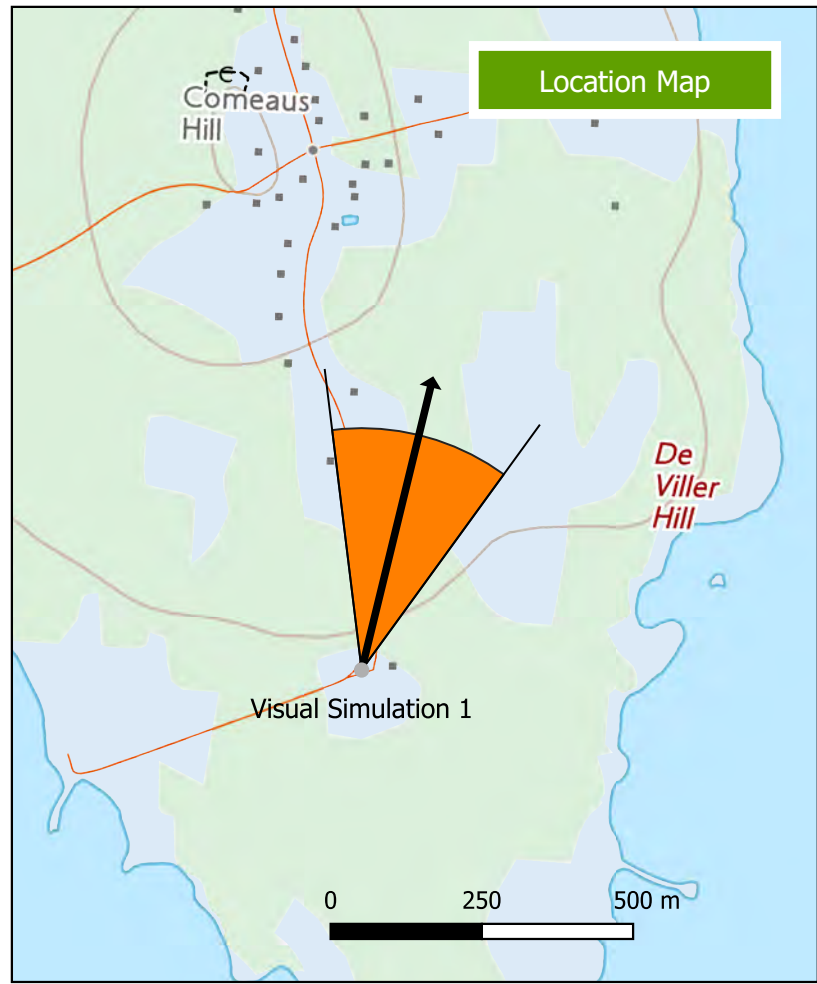 Location Map
Comeaus
Hill
De
Viller
Hill
Visual Simulation 1
0 250 500 m